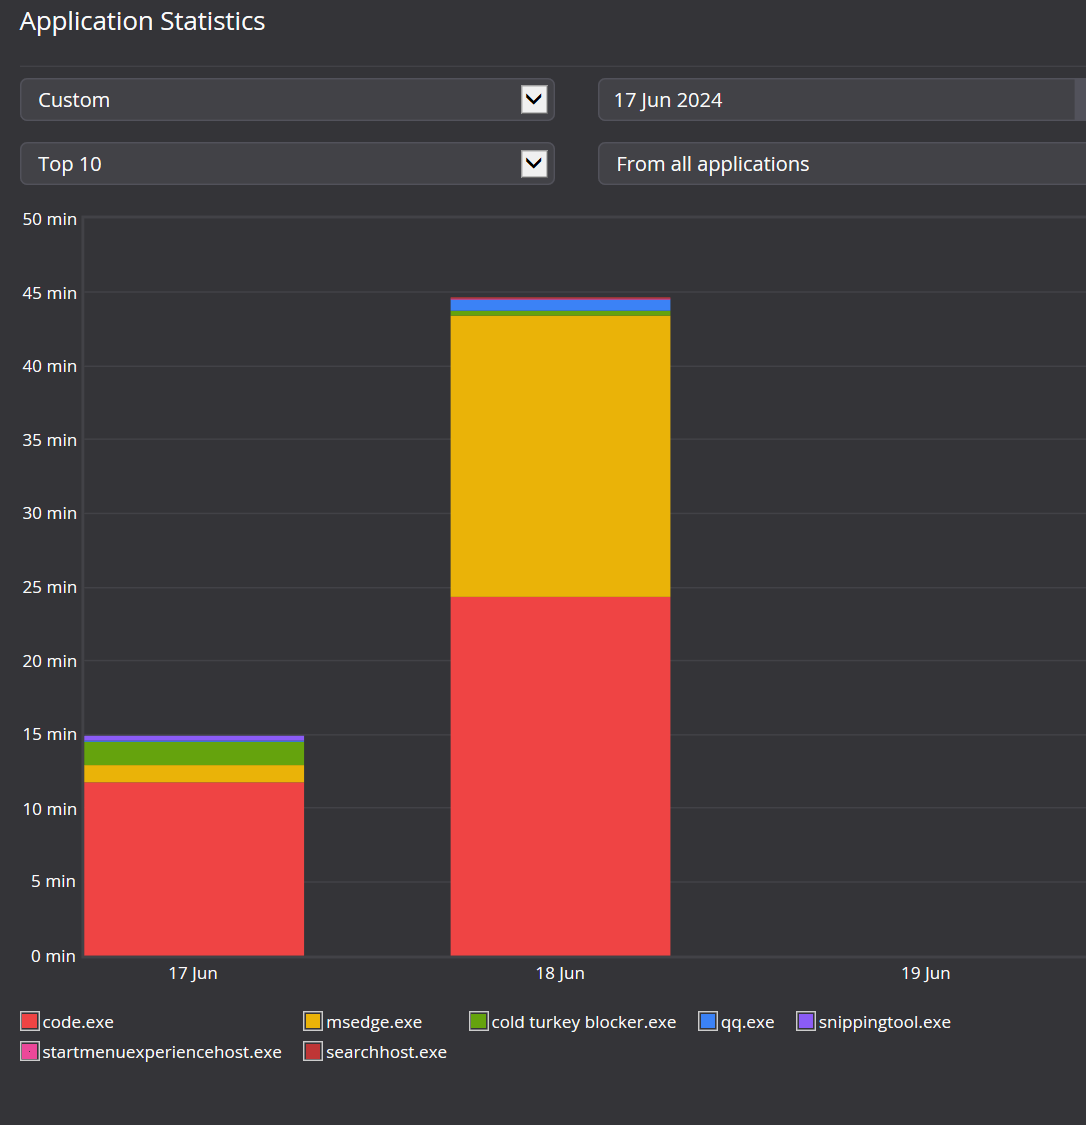 Application Statistics
Custom
17 Jun 2024
Top 10
From all applications
50 min
45 min
40 min
35 min
30 min
25 min
20 min
15 min
10 min
5 min
0 min
17 Jun
18 Jun
19 Jun
code.exe
msedge.exe
cold turkey blocker.exe
qq.exe
snippingtool.exe
startmenuexperiencehost.exe
searchhost.exe